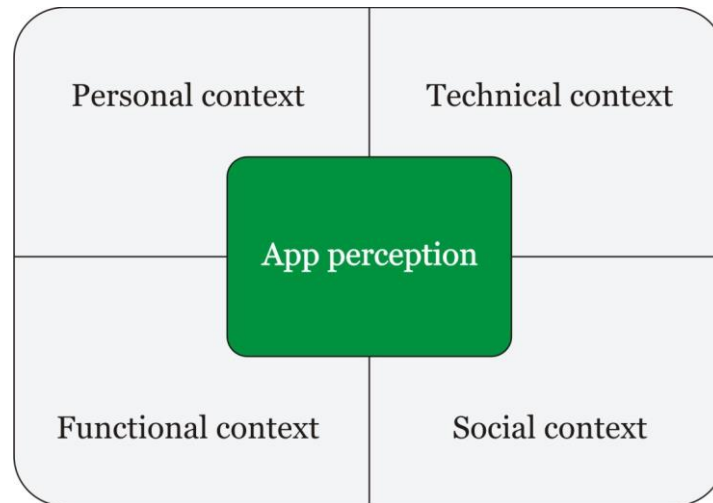 Personal context
Technical context
App perception
Functional context
Social context